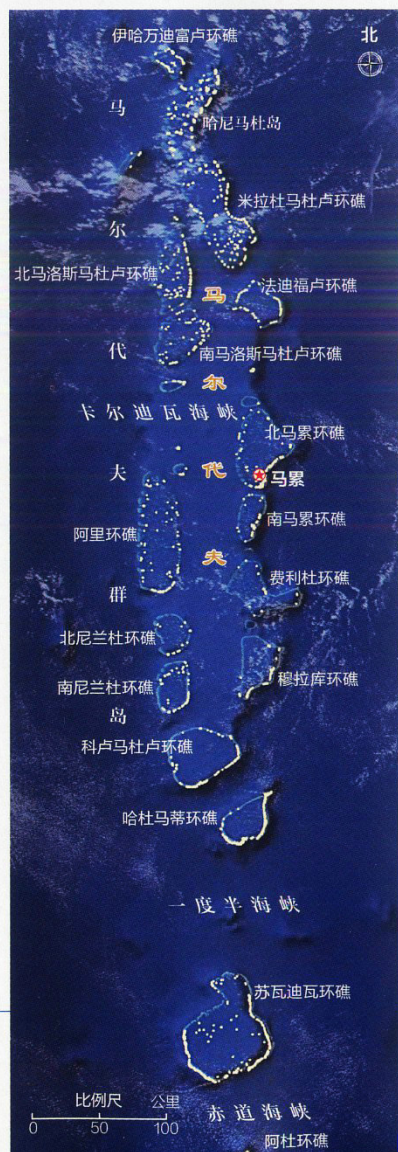 伊哈万迪富卢环礁
北
哈尼马杜岛
米拉杜马杜卢环礁
北马洛斯马杜卢环礁
法迪福卢环礁
南马洛斯马杜卢环礁
卡尔迪瓦海峡
北马累环礁
马累
南马累环礁
阿里环礁
费利杜环礁
北尼兰杜环礁
南尼兰杜环礁
穆拉库环礁
科卢马杜卢环礁
哈杜马蒂环礁
马尔代夫群岛
马尔代夫
一度半海峡
苏瓦迪瓦环礁
比例尺 公里
0 50 100
赤道海峡
阿杜环礁